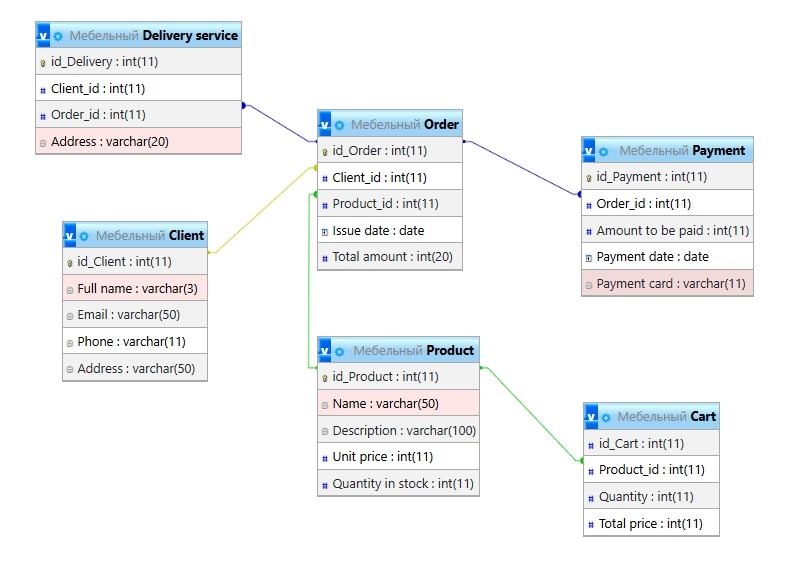 Мебельный Delivery service
id_Delivery : int(11)
Client_id : int(11)
Order_id : int(11)
Address : varchar(20)
Мебельный Order
id_Order : int(11)
Client_id : int(11)
Product_id : int(11)
Issue date : date
Total amount : int(20)
Мебельный Payment
id_Payment : int(11)
Order_id : int(11)
Amount to be paid : int(11)
Payment date : date
Payment card : varchar(11)
Мебельный Client
id_Client : int(11)
Full name : varchar(3)
Email : varchar(50)
Phone : varchar(11)
Address : varchar(50)
Мебельный Product
id_Product : int(11)
Name : varchar(50)
Description : varchar(100)
Unit price : int(11)
Quantity in stock : int(11)
Мебельный Cart
id_Cart : int(11)
Product_id : int(11)
Quantity : int(11)
Total price : int(11)